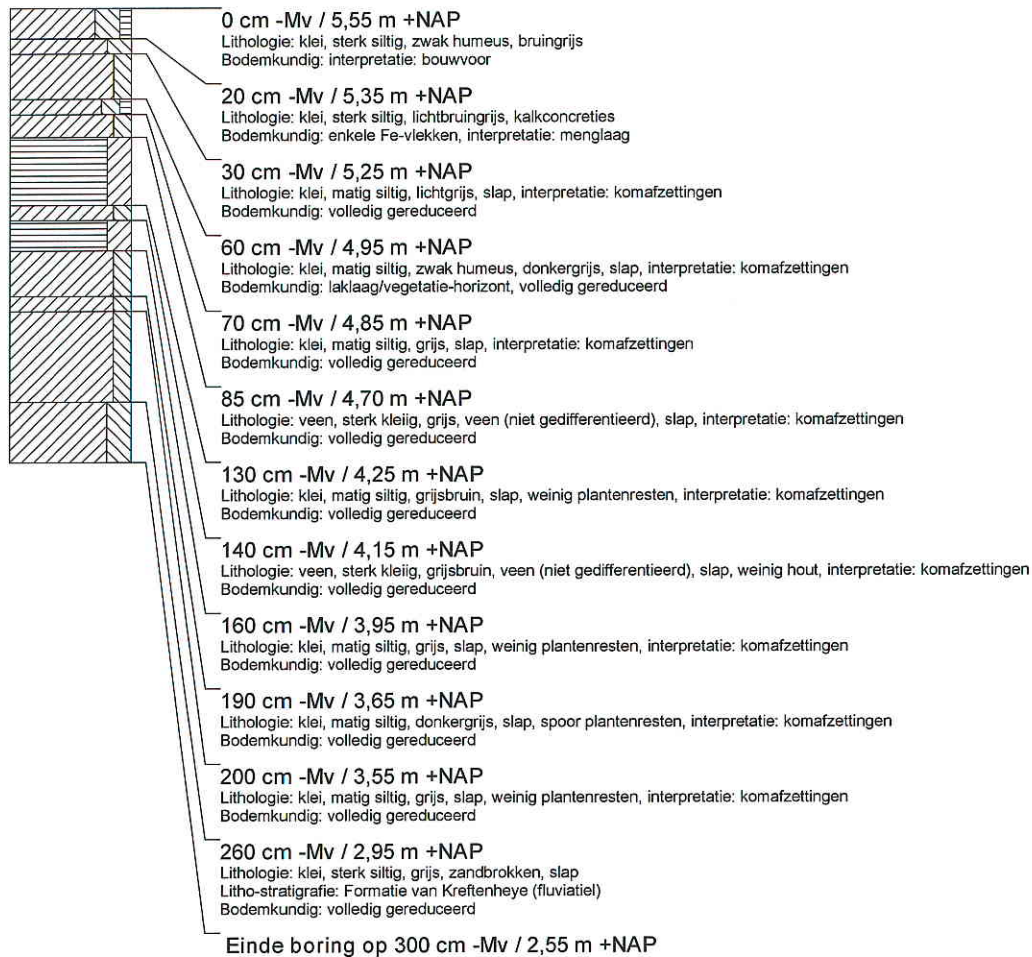 0 cm -Mv / 5,55 m +NAP
Lithologie: klei, sterk siltig, zwak humeus, bruingrijs
Bodemkundig: interpretatie: bouwvoor
20 cm -Mv / 5,35 m +NAP
Lithologie: klei, sterk siltig, lichtbruingrijs, kalkconcreties
Bodemkundig: enkele Fe-vlekken, interpretatie: menglaag
30 cm -Mv / 5,25 m +NAP
Lithologie: klei, matig siltig, lichtgrijs, slap, interpretatie: komafzettingen
Bodemkundig: volledig gereduceerd
60 cm -Mv / 4,95 m +NAP
Lithologie: klei, matig siltig, zwak humeus, donkergrijs, slap, interpretatie: komafzettingen
Bodemkundig: laklaag/vegetatie-horizont, volledig gereduceerd
70 cm -Mv / 4,85 m +NAP
Lithologie: klei, matig siltig, grijs, slap, interpretatie: komafzettingen
Bodemkundig: volledig gereduceerd
85 cm -Mv / 4,70 m +NAP
Lithologie: veen, sterk kleiig, grijs, veen (niet gedifferentieerd), slap, interpretatie: komafzettingen
Bodemkundig: volledig gereduceerd
130 cm -Mv / 4,25 m +NAP
Lithologie: klei, matig siltig, grijsbruin, slap, weinig plantenresten, interpretatie: komafzettingen
Bodemkundig: volledig gereduceerd
140 cm -Mv / 4,15 m +NAP
Lithologie: veen, sterk kleiig, grijsbruin, veen (niet gedifferentieerd), slap, weinig hout, interpretatie: komafzettingen
Bodemkundig: volledig gereduceerd
160 cm -Mv / 3,95 m +NAP
Lithologie: klei, matig siltig, grijs, slap, weinig plantenresten, interpretatie: komafzettingen
Bodemkundig: volledig gereduceerd
190 cm -Mv / 3,65 m +NAP
Lithologie: klei, matig siltig, donkergrijs, slap, spoor plantenresten, interpretatie: komafzettingen
Bodemkundig: volledig gereduceerd
200 cm -Mv / 3,55 m +NAP
Lithologie: klei, matig siltig, grijs, slap, weinig plantenresten, interpretatie: komafzettingen
Bodemkundig: volledig gereduceerd
260 cm -Mv / 2,95 m +NAP
Lithologie: klei, sterk siltig, grijs, zandbrokken, slap
Litho-stratigrafie: Formatie van Kreftenheye (fluviatiel)
Bodemkundig: volledig gereduceerd
Einde boring op 300 cm -Mv / 2,55 m +NAP